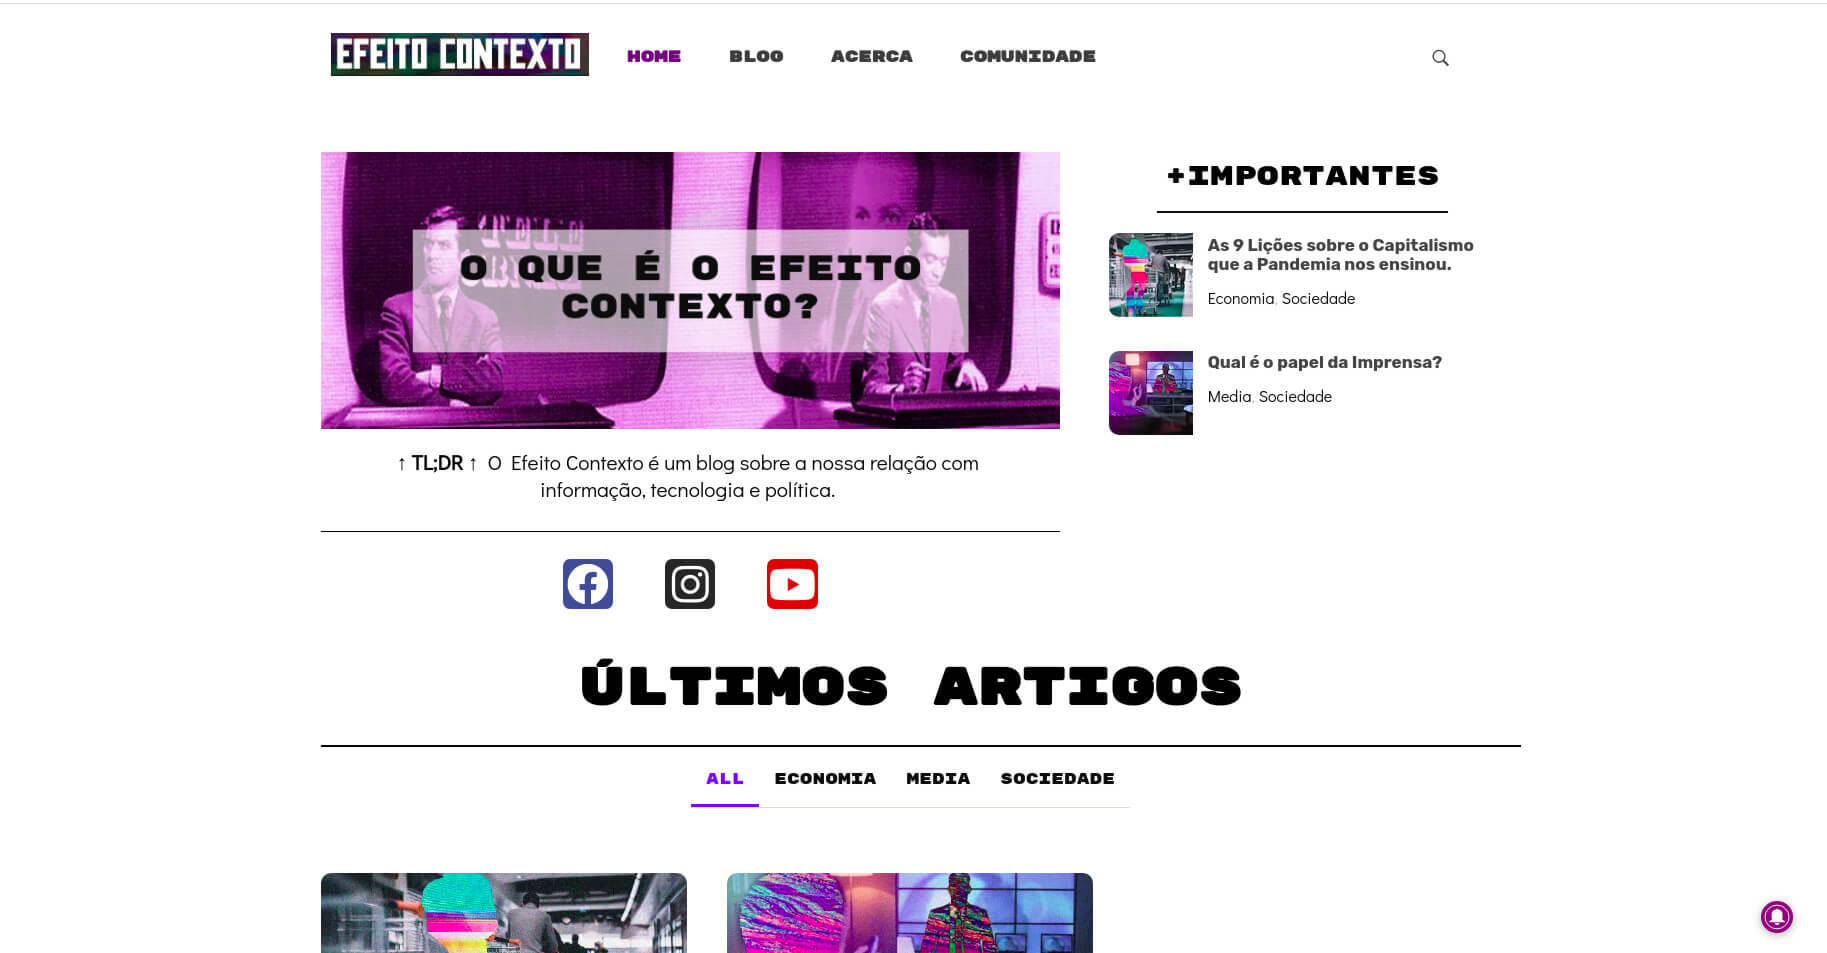 EFEITO CONTEXTO
HOME BLOG ACERCA COMUNIDADE
O QUE É O EFEITO
CONTEXTO?
↑ TL;DR ↑ O Efeito Contexto é um blog sobre a nossa relação com
informação, tecnologia e política.
+IMPORTANTES
As 9 Lições sobre o Capitalismo
que a Pandemia nos ensinou.
Economia, Sociedade
Qual é o papel da Imprensa?
Media, Sociedade
ÚLTIMOS ARTIGOS
ALL ECONOMIA MEDIA SOCIEDADE